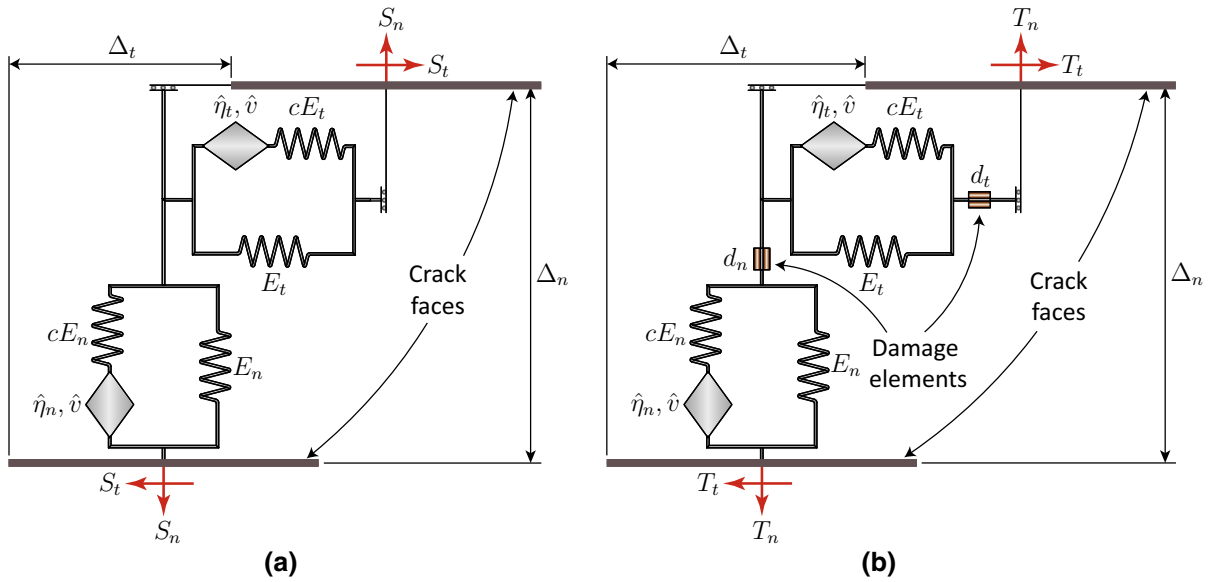 Sₙ
Δₜ
Sₜ
η̂ₜ, v̂
cEₜ
Eₜ
Crack
faces
Δₙ
cEₙ
Eₙ
η̂ₙ, v̂
Sₜ
Sₙ
(a)
Tₙ
Δₜ
Tₜ
η̂ₜ, v̂
cEₜ
dₜ
dₙ
Eₜ
Crack
faces
Δₙ
cEₙ
Eₙ
Damage
elements
η̂ₙ, v̂
Tₜ
Tₙ
(b)